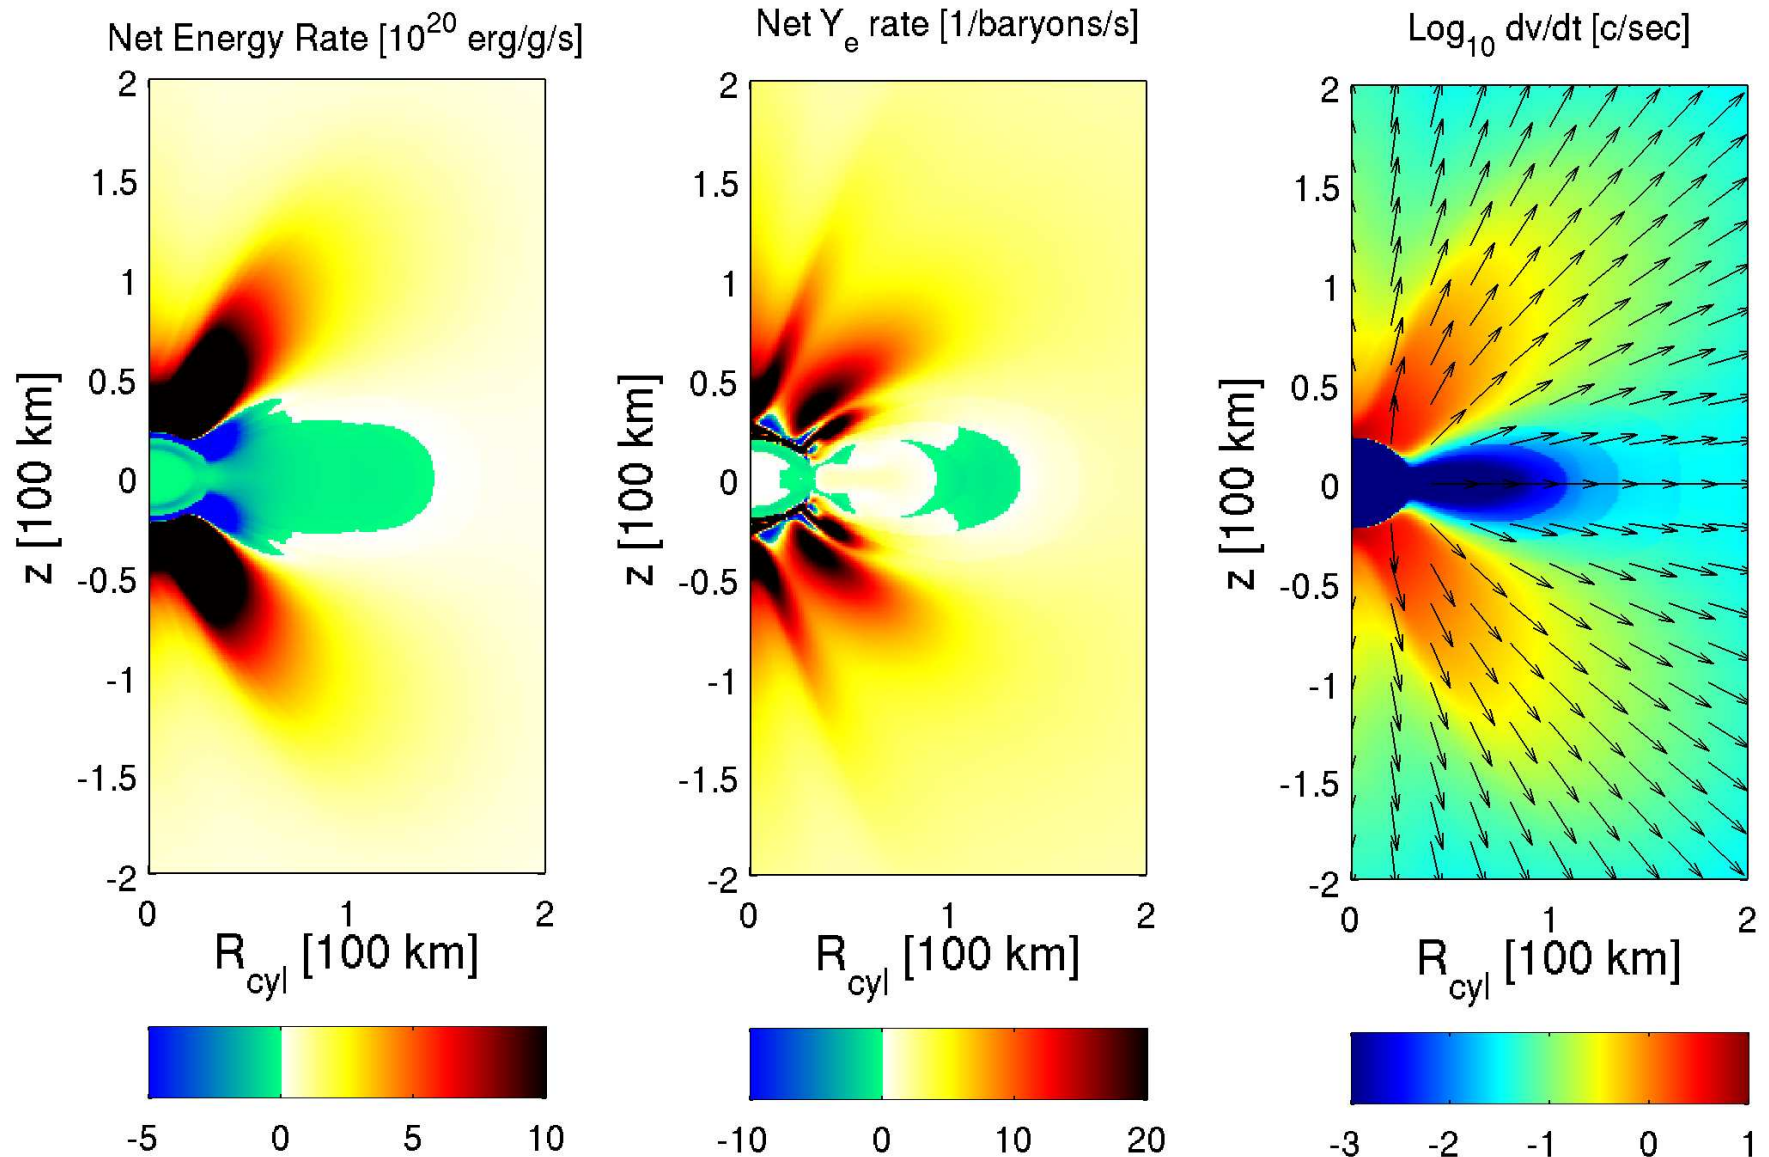 Net Energy Rate [10^20 erg/g/s]
2
1.5
1
0.5
0
-0.5
-1
-1.5
-2
z [100 km]
0 1 2
R_cyl [100 km]
-5 0 5 10
Net Y_e rate [1/baryons/s]
2
1.5
1
0.5
0
-0.5
-1
-1.5
-2
z [100 km]
0 1 2
R_cyl [100 km]
-10 0 10 20
Log_10 dv/dt [c/sec]
2
1.5
1
0.5
0
-0.5
-1
-1.5
-2
z [100 km]
0 1 2
R_cyl [100 km]
-3 -2 -1 0 1